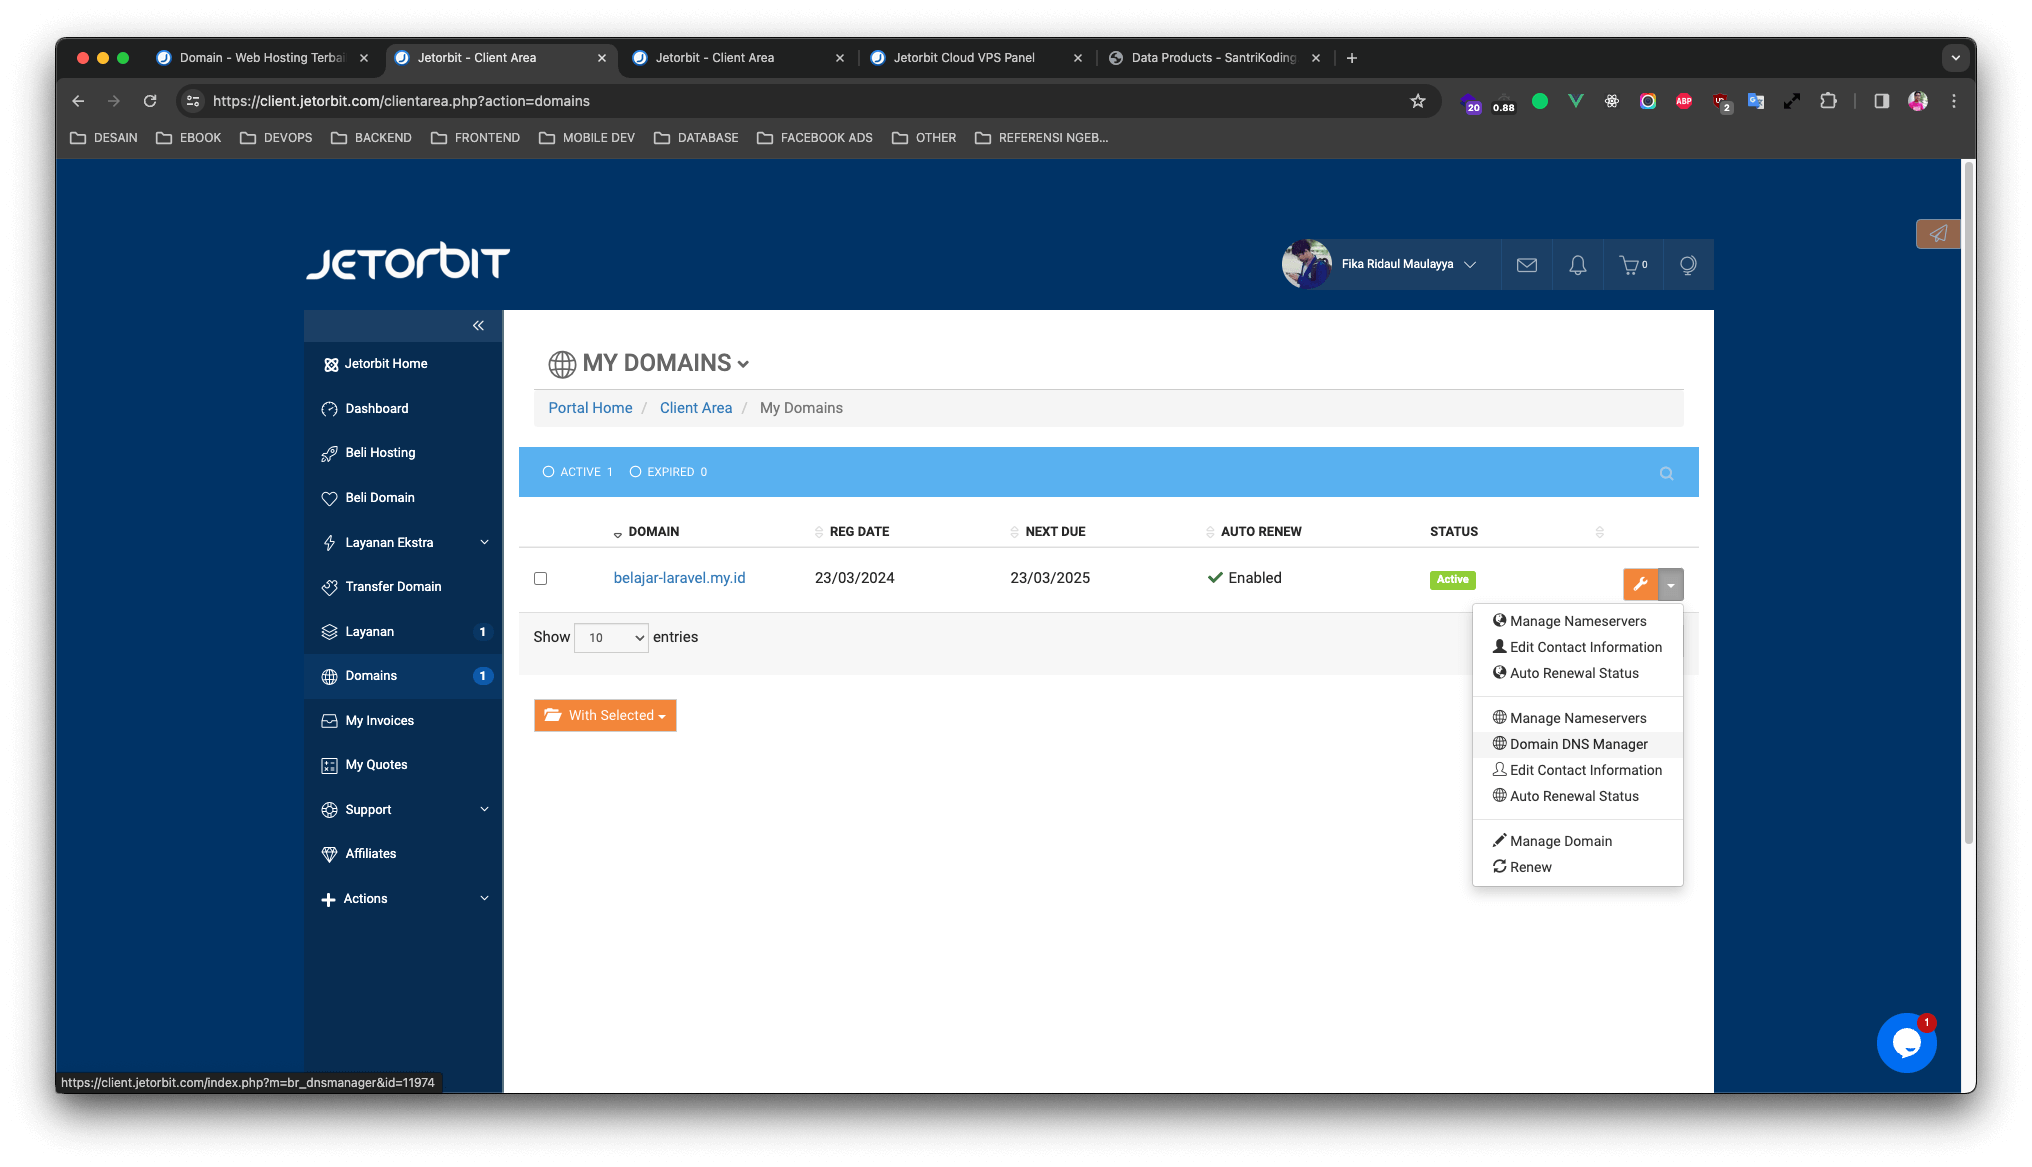 Domain - Web Hosting Terbai
Jetorbit - Client Area
Jetorbit - Client Area
Jetorbit Cloud VPS Panel
Data Products - SantriKoding
https://client.jetorbit.com/clientarea.php?action=domains
20
0.88
ABP
2
DESAIN
EBOOK
DEVOPS
BACKEND
FRONTEND
MOBILE DEV
DATABASE
FACEBOOK ADS
OTHER
REFERENSI NGEB...
JETORBIT
Fika Ridaul Maulayya
0
Jetorbit Home
Dashboard
Beli Hosting
Beli Domain
Layanan Ekstra
Transfer Domain
Layanan 1
Domains 1
My Invoices
My Quotes
Support
Affiliates
Actions
MY DOMAINS
Portal Home / Client Area / My Domains
ACTIVE 1 EXPIRED 0
DOMAIN REG DATE NEXT DUE AUTO RENEW STATUS
belajar-laravel.my.id 23/03/2024 23/03/2025 Enabled Active
Show 10 entries
With Selected
Manage Nameservers
Edit Contact Information
Auto Renewal Status
Manage Nameservers
Domain DNS Manager
Edit Contact Information
Auto Renewal Status
Manage Domain
Renew
1
https://client.jetorbit.com/index.php?m=br_dnsmanager&id=11974